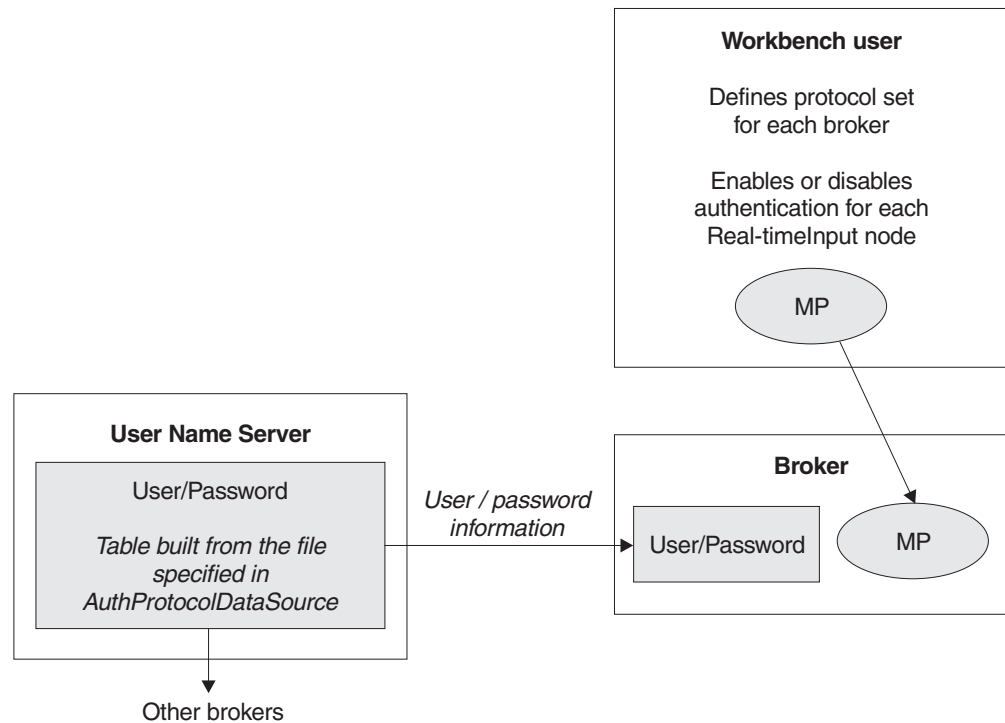 Workbench user
Defines protocol set
for each broker
Enables or disables
authentication for each
Real-timeInput node
MP
User Name Server
User/Password
Table built from the file
specified in
AuthProtocolDataSource
User / password
information
Broker
User/Password
MP
Other brokers